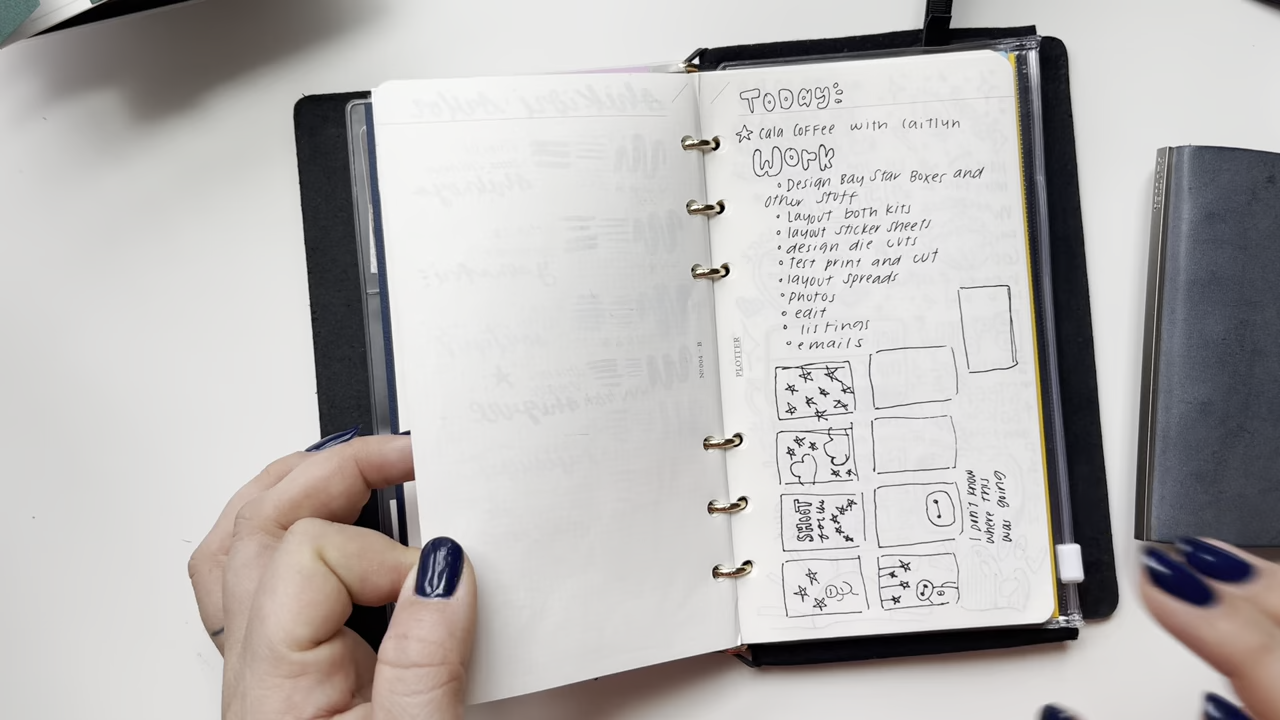 TODAY:
☆ Cala Coffee with Caitlyn
Work
• Design Bay Star Boxes and
other stuff
• Layout both kits
• layout sticker sheets
• design die cuts
• Test print and cut
• layout spreads
• photos
• edit
• listings
• emails
SHOOT
FOR THE
I don't know
where this
was going
PLOTTER